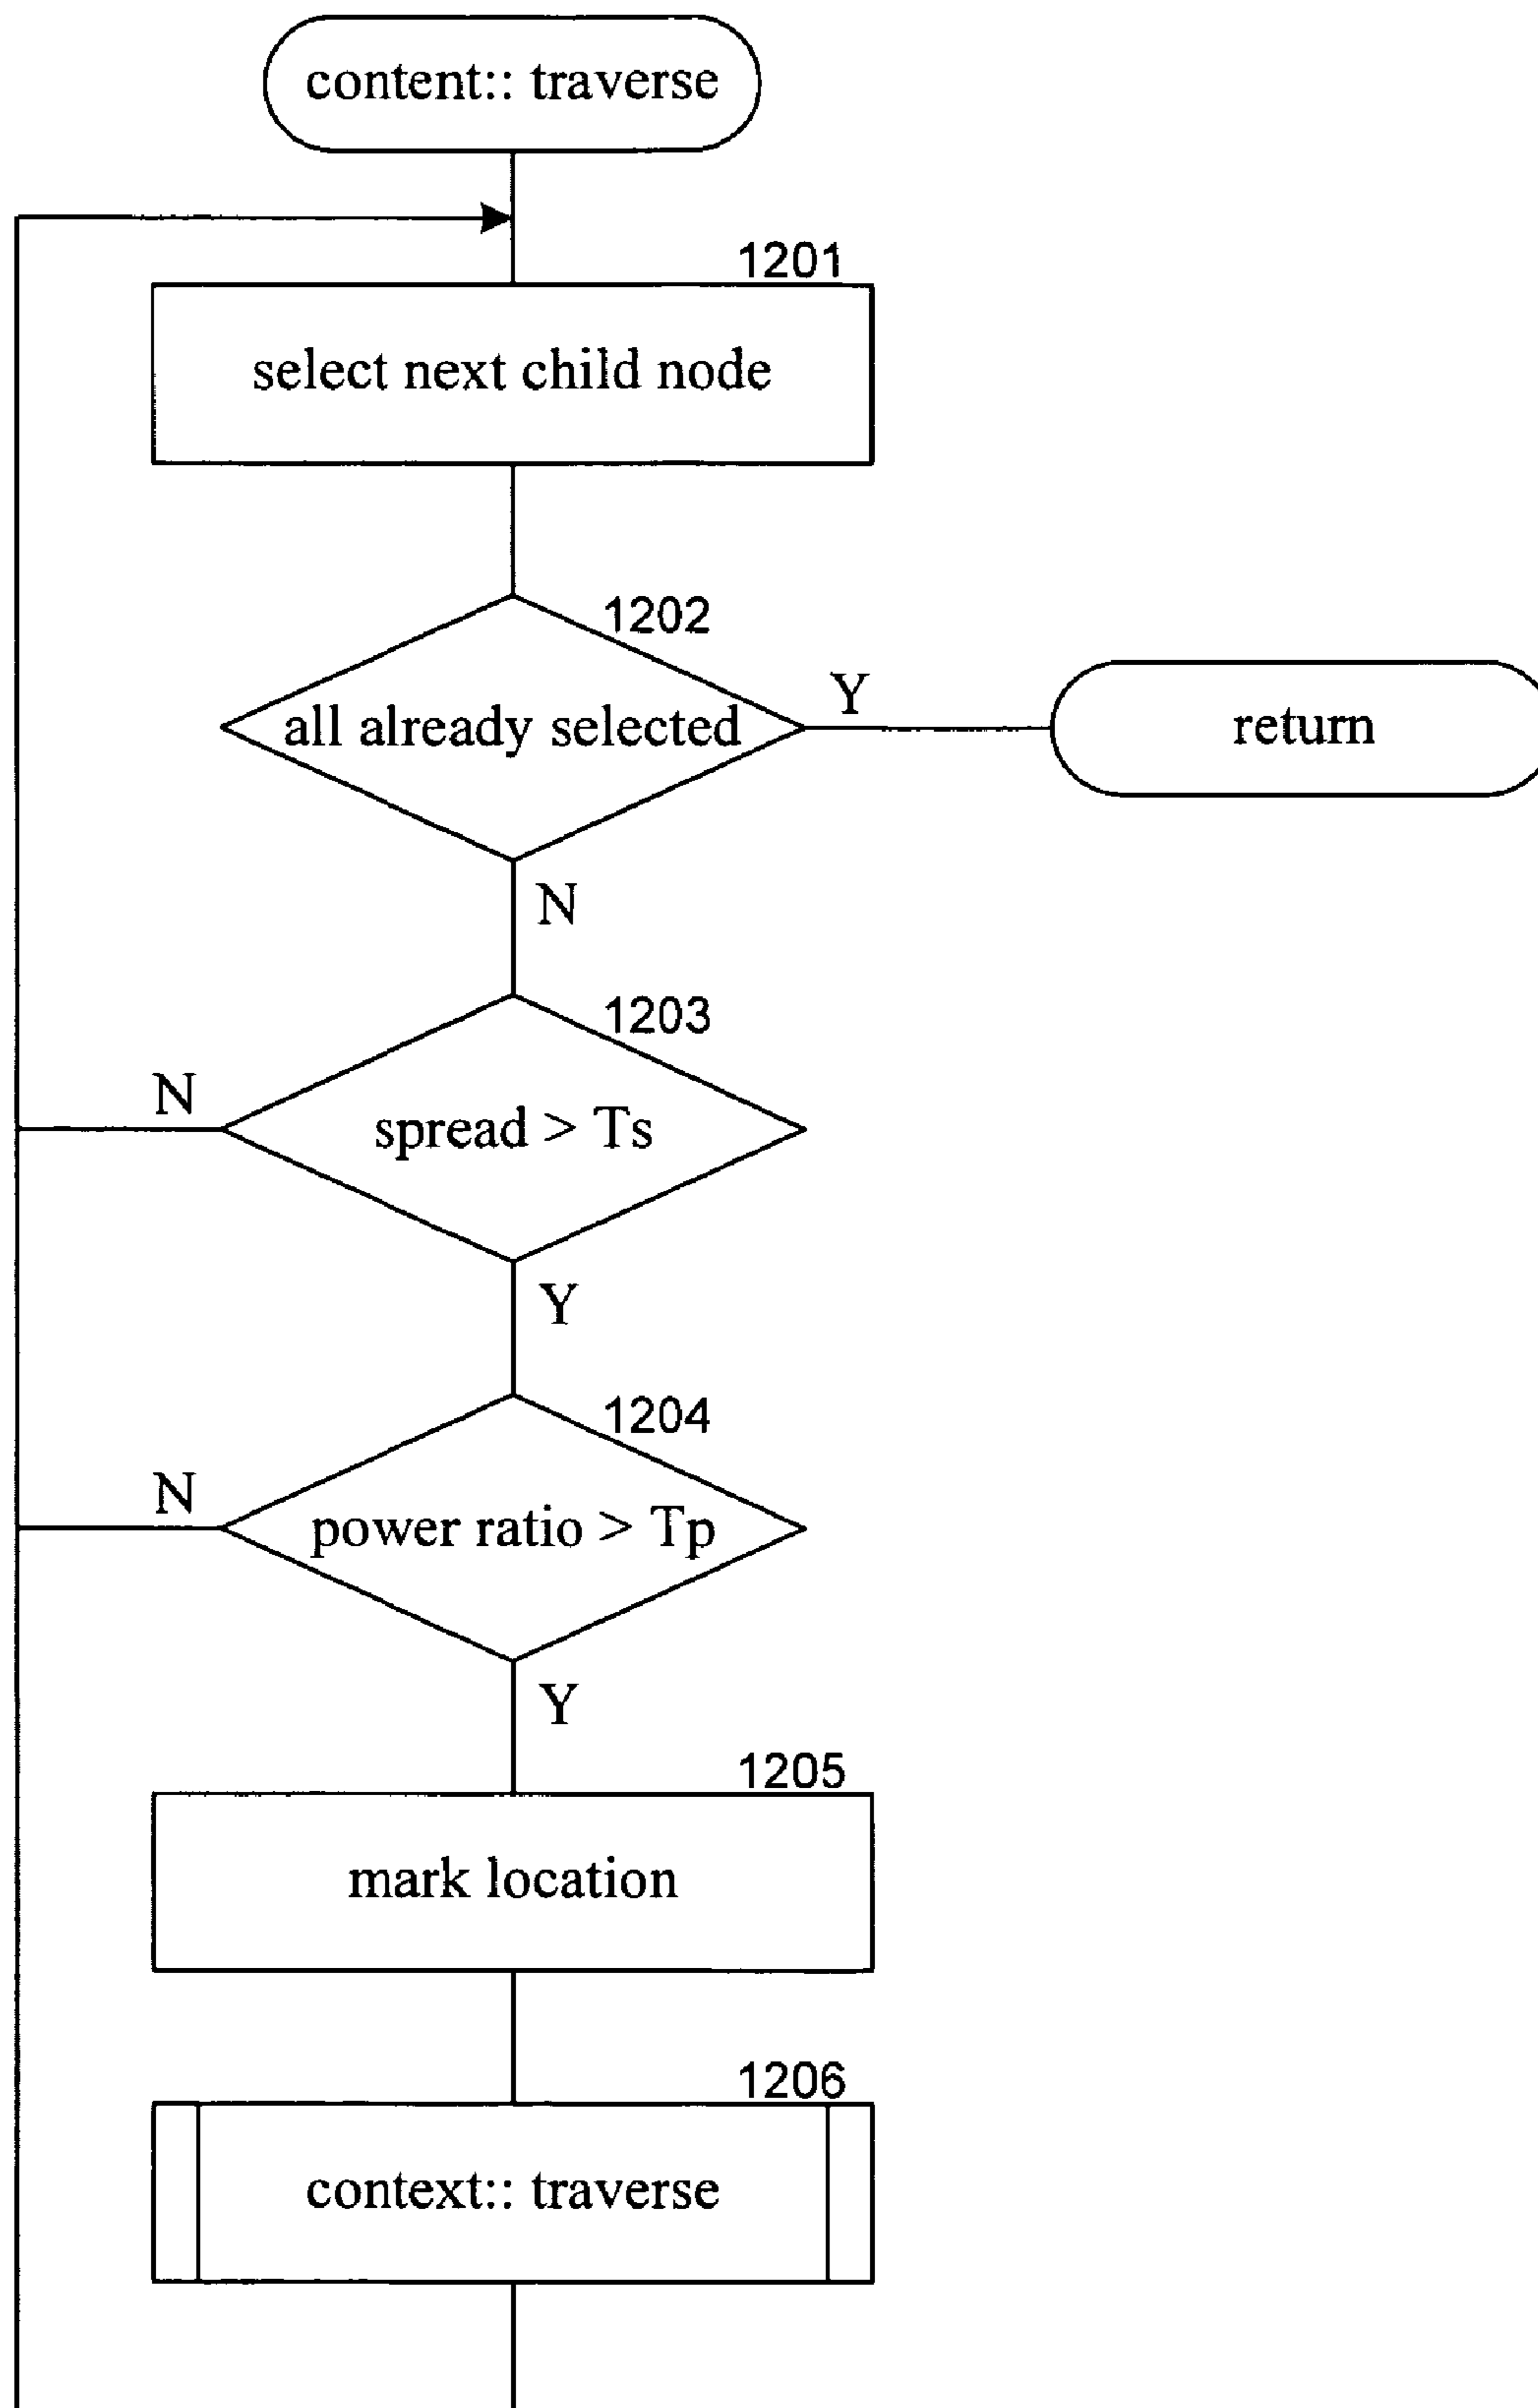 content:: traverse
1201
select next child node
1202
all already selected
Y
return
N
1203
N
spread > Ts
Y
1204
N
power ratio > Tp
Y
1205
mark location
1206
context:: traverse